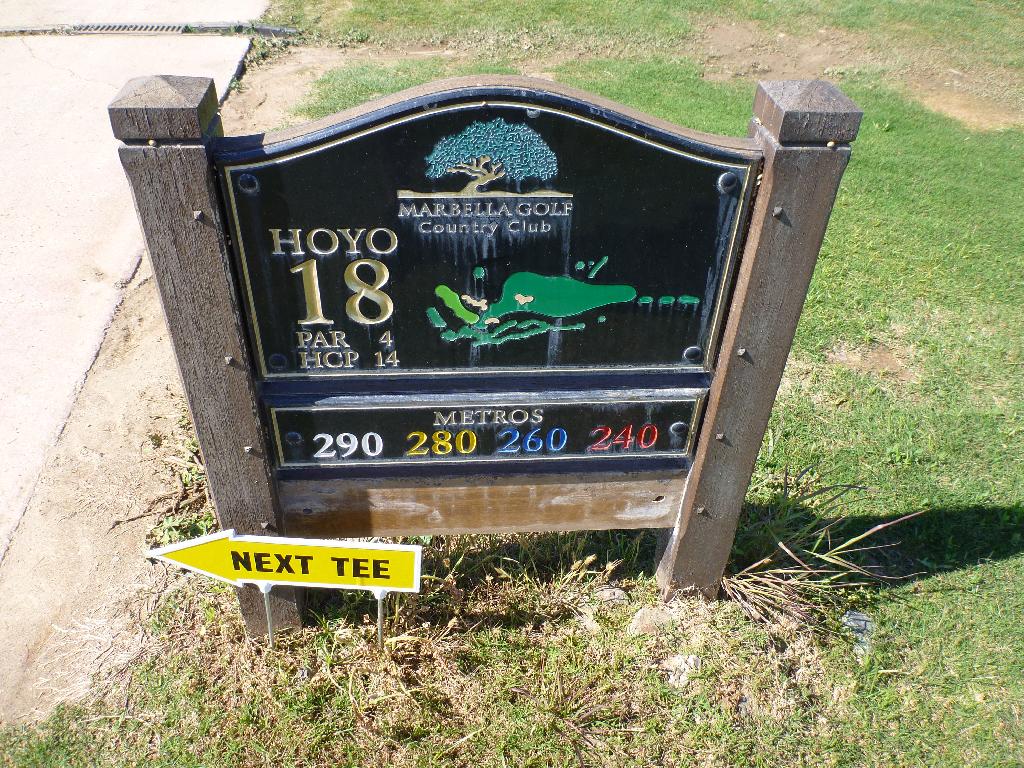 MARBELLA GOLF
Country Club
HOYO
18
PAR 4
HCP 14
METROS
290 280 260 240
NEXT TEE